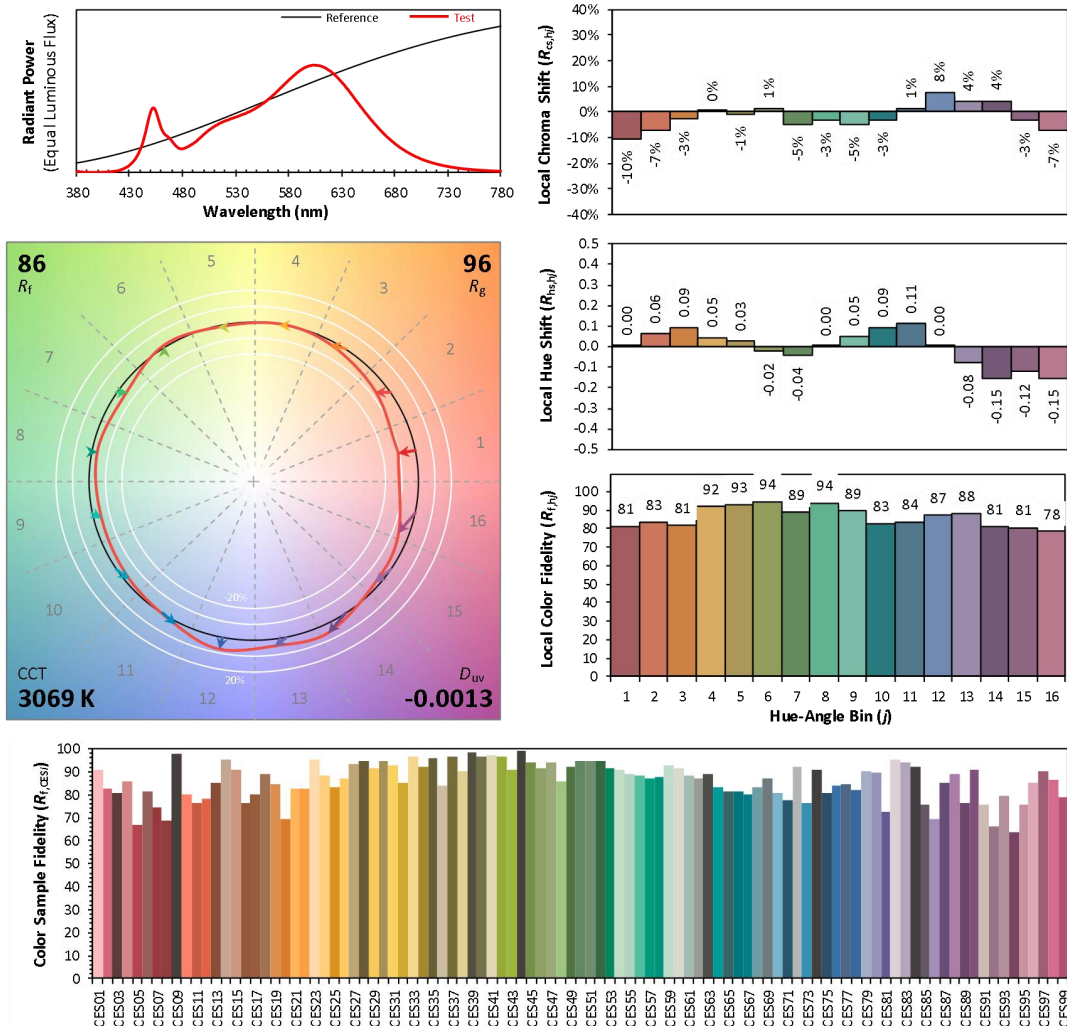 Reference
Test
Radiant Power
(Equal Luminous Flux)
380 430 480 530 580 630 680 730 780
Wavelength (nm)
Local Chroma Shift (Rcs,hj)
40%
30%
20%
10%
0%
-10%
-20%
-30%
-40%
-10% -7% -3% 0% -1% 1% -5% -3% -5% -3% 1% 8% 4% 4% -3% -7%
86
Rf
96
Rg
5 4
6 3
7 2
8 1
9 16
10 15
11 14
12 13
-20%
20%
CCT
3069 K
Duv
-0.0013
Local Hue Shift (Rhs,hj)
0.5
0.4
0.3
0.2
0.1
0.0
-0.1
-0.2
-0.3
-0.4
-0.5
0.00 0.06 0.09 0.05 0.03 -0.02 -0.04 0.00 0.05 0.09 0.11 0.00 -0.08 -0.15 -0.12 -0.15
Local Color Fidelity (Rf,hj)
100
90
80
70
60
50
40
30
20
10
0
81 83 81 92 93 94 89 94 89 83 84 87 88 81 81 78
1 2 3 4 5 6 7 8 9 10 11 12 13 14 15 16
Hue-Angle Bin (j)
Color Sample Fidelity (Rf,CESi)
100
90
80
70
60
50
40
30
20
10
0
CES01 CES03 CES05 CES07 CES09 CES11 CES13 CES15 CES17 CES19 CES21 CES23 CES25 CES27 CES29 CES31 CES33 CES35 CES37 CES39 CES41 CES43 CES45 CES47 CES49 CES51 CES53 CES55 CES57 CES59 CES61 CES63 CES65 CES67 CES69 CES71 CES73 CES75 CES77 CES79 CES81 CES83 CES85 CES87 CES89 CES91 CES93 CES95 CES97 CES99